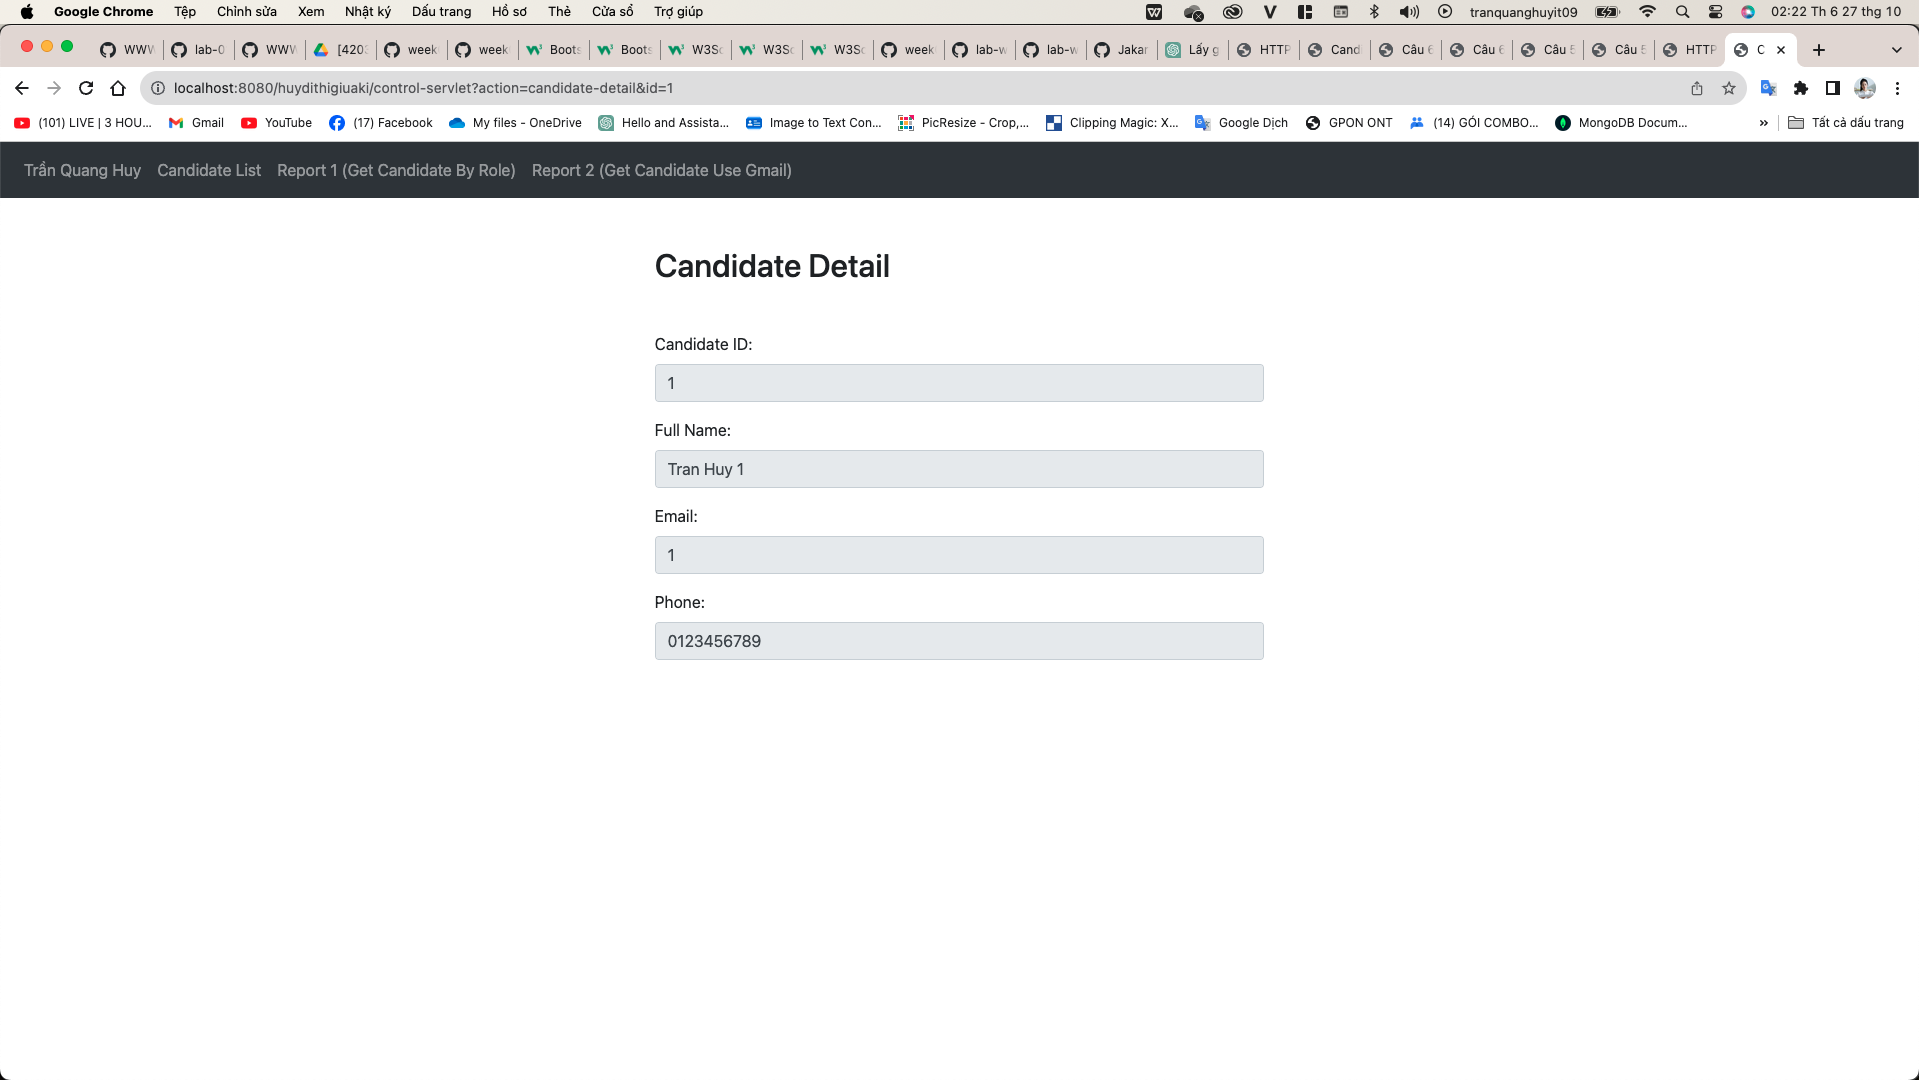 Google Chrome Tệp Chỉnh sửa Xem Nhật ký Dấu trang Hồ sơ Thẻ Cửa sổ Trợ giúp tranquanghuyit09 02:22 Th 6 27 thg 10
WWW lab-0 WWW [420 week week Boots Boots W3Sc W3Sc W3Sc week lab-w lab-w Jakar Lấy g HTTP Cand Câu 6 Câu 6 Câu 5 Câu 5 HTTP C
localhost:8080/huydithigiuaki/control-servlet?action=candidate-detail&id=1
(101) LIVE | 3 HOU... Gmail YouTube (17) Facebook My files - OneDrive Hello and Assista... Image to Text Con... PicResize - Crop,... Clipping Magic: X... Google Dịch GPON ONT (14) GÓI COMBO... MongoDB Docum... » Tất cả dấu trang
Trần Quang Huy Candidate List Report 1 (Get Candidate By Role) Report 2 (Get Candidate Use Gmail)
Candidate Detail
Candidate ID:
1
Full Name:
Tran Huy 1
Email:
1
Phone:
0123456789